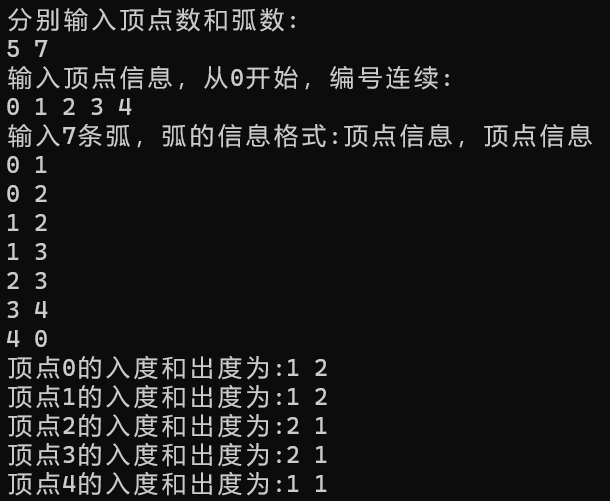 分别输入顶点数和弧数:
5 7
输入顶点信息, 从0开始, 编号连续:
0 1 2 3 4
输入7条弧, 弧的信息格式:顶点信息, 顶点信息
0 1
0 2
1 2
1 3
2 3
3 4
4 0
顶点0的入度和出度为:1 2
顶点1的入度和出度为:1 2
顶点2的入度和出度为:2 1
顶点3的入度和出度为:2 1
顶点4的入度和出度为:1 1